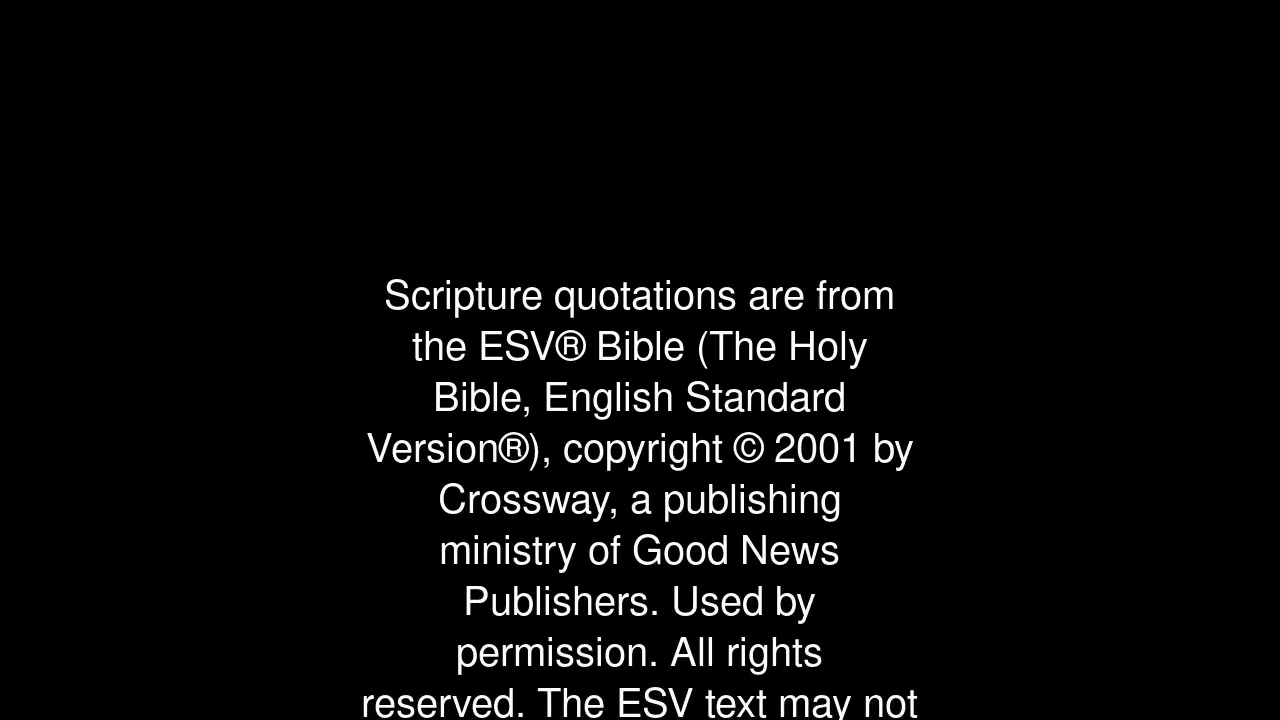 Scripture quotations are from
the ESV® Bible (The Holy
Bible, English Standard
Version®), copyright © 2001 by
Crossway, a publishing
ministry of Good News
Publishers. Used by
permission. All rights
reserved. The ESV text may not